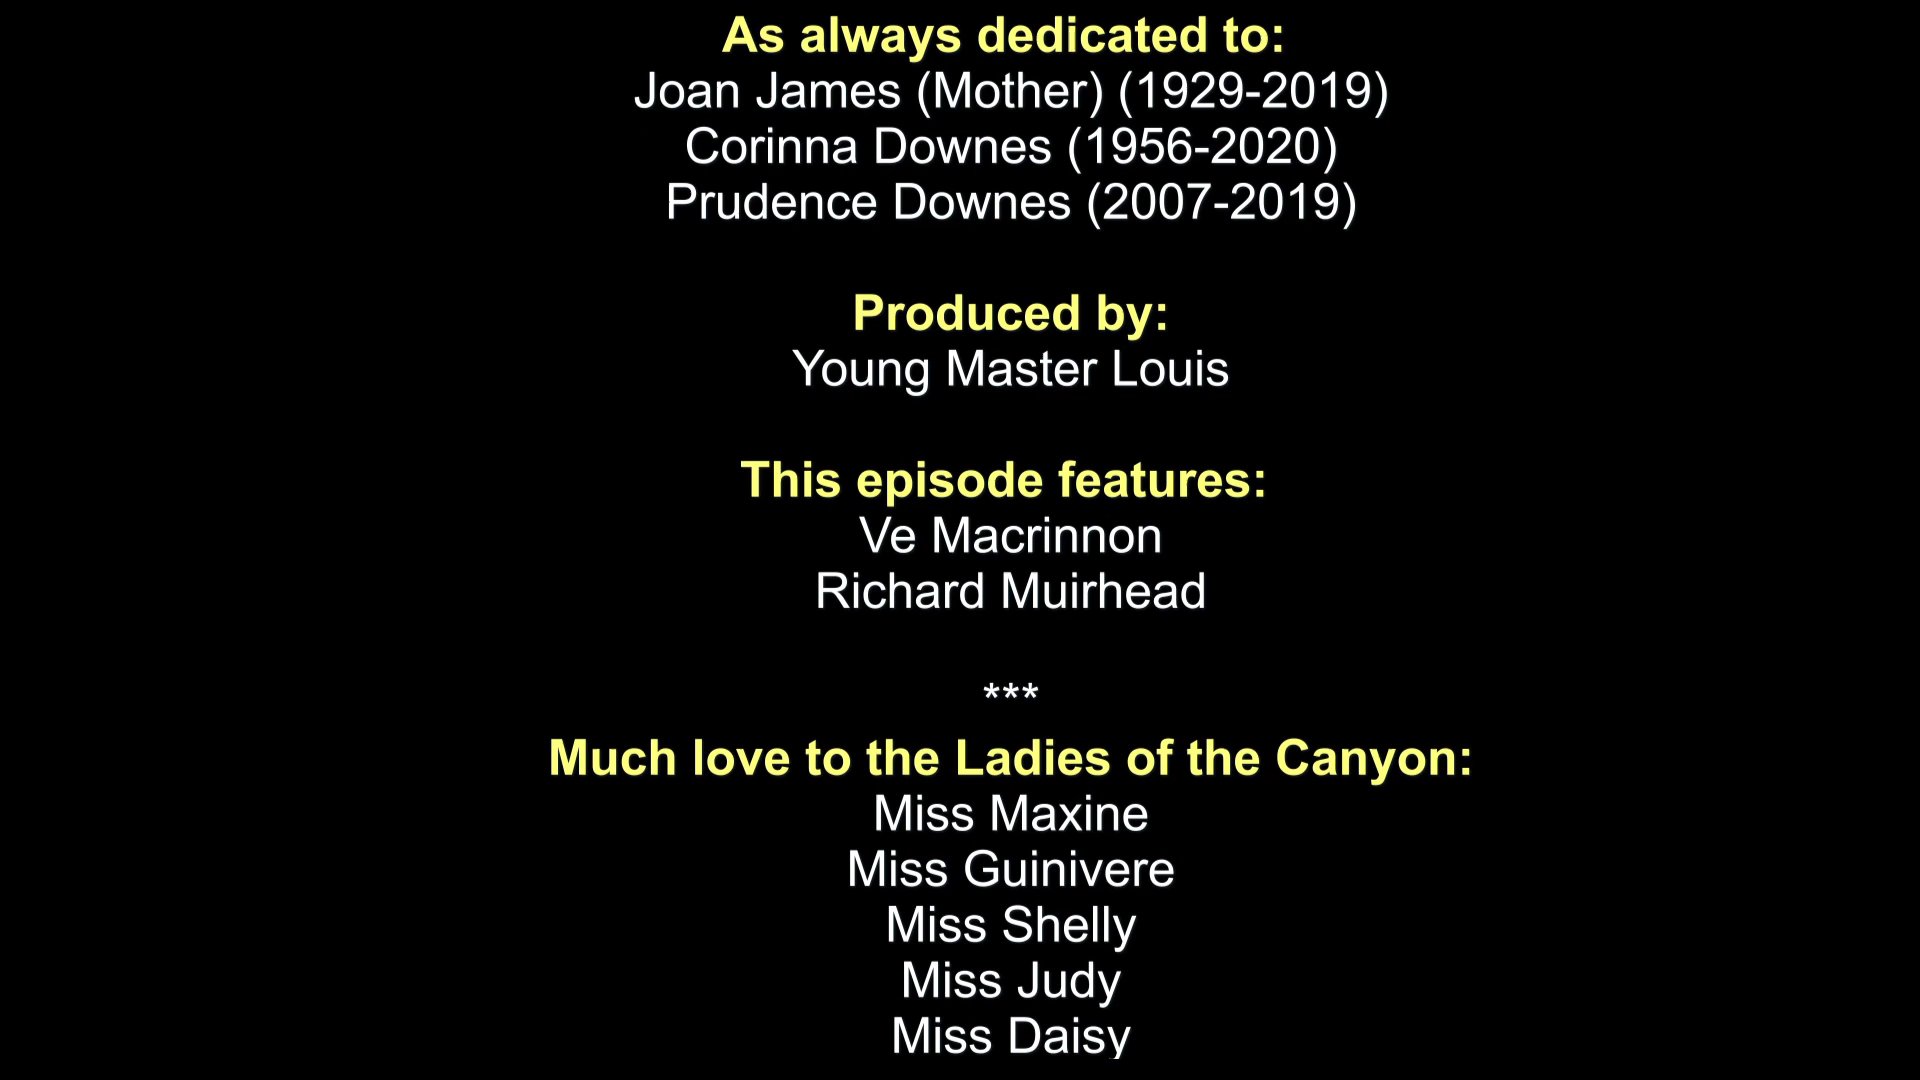 As always dedicated to:
Joan James (Mother) (1929-2019)
Corinna Downes (1956-2020)
Prudence Downes (2007-2019)
Produced by:
Young Master Louis
This episode features:
Ve Macrinnon
Richard Muirhead
***
Much love to the Ladies of the Canyon:
Miss Maxine
Miss Guinivere
Miss Shelly
Miss Judy
Miss Daisy